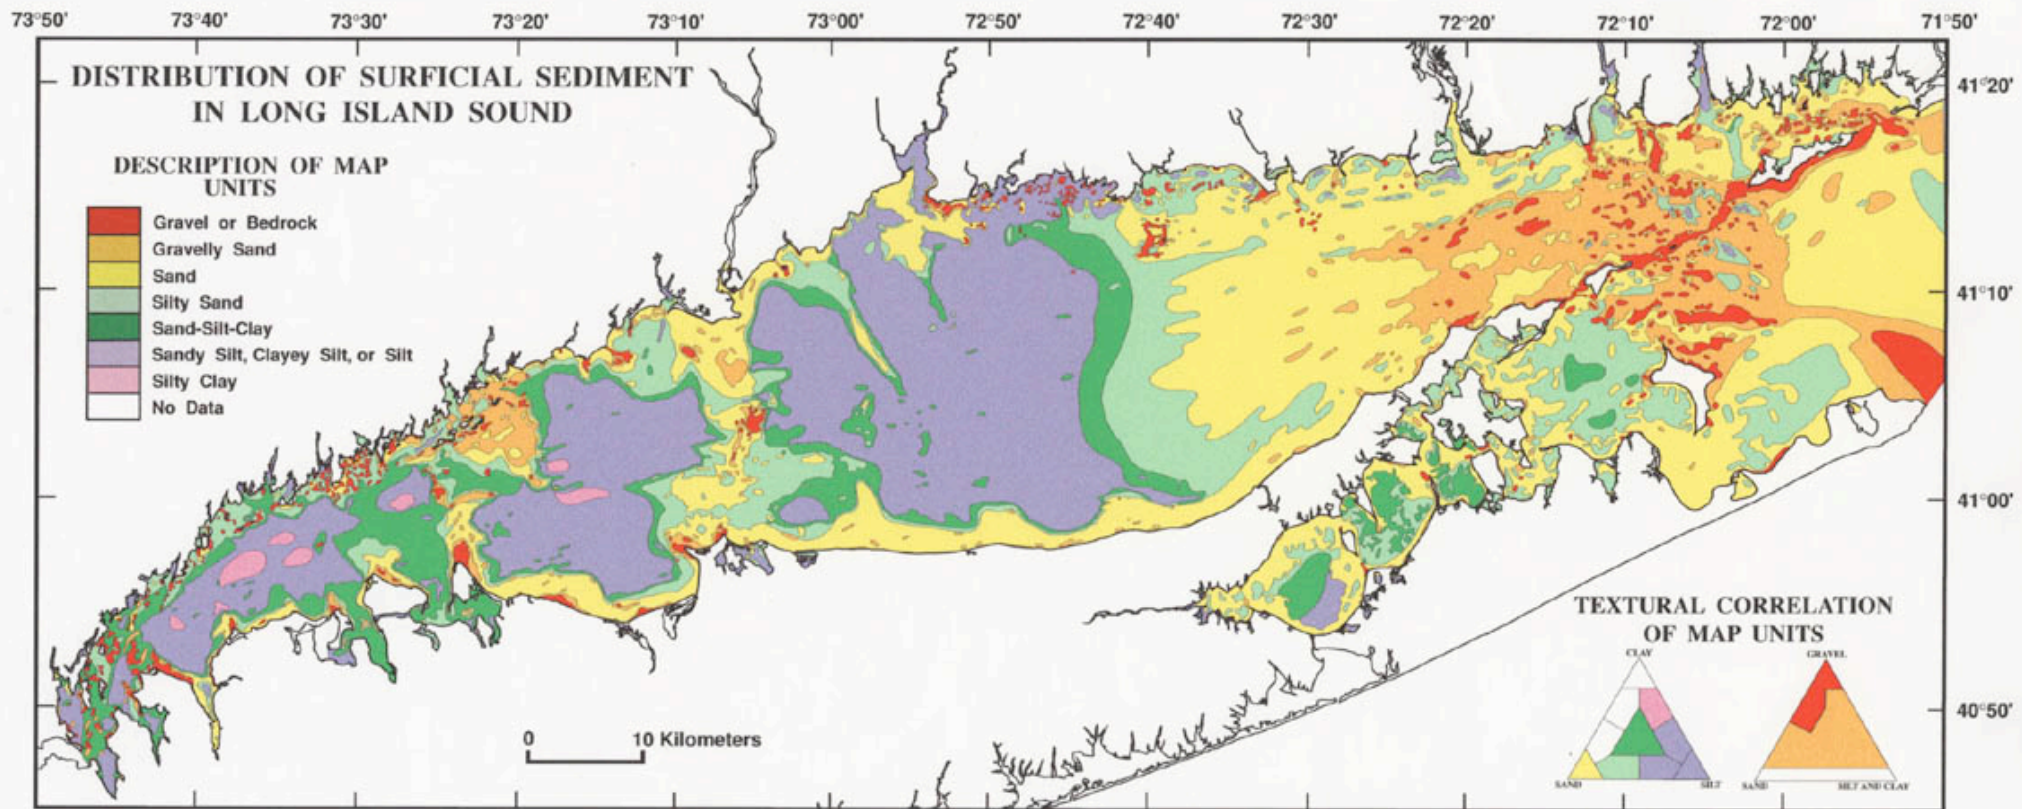 73°50' 73°40' 73°30' 73°20' 73°10' 73°00' 72°50' 72°40' 72°30' 72°20' 72°10' 72°00' 71°50'
DISTRIBUTION OF SURFICIAL SEDIMENT
IN LONG ISLAND SOUND
41°20'
DESCRIPTION OF MAP
UNITS
Gravel or Bedrock
Gravelly Sand
Sand
Silty Sand
Sand-Silt-Clay
Sandy Silt, Clayey Silt, or Silt
Silty Clay
No Data
41°10'
41°00'
TEXTURAL CORRELATION
OF MAP UNITS
CLAY
GRAVEL
40°50'
0 10 Kilometers
SAND SILT
SAND SILT AND CLAY